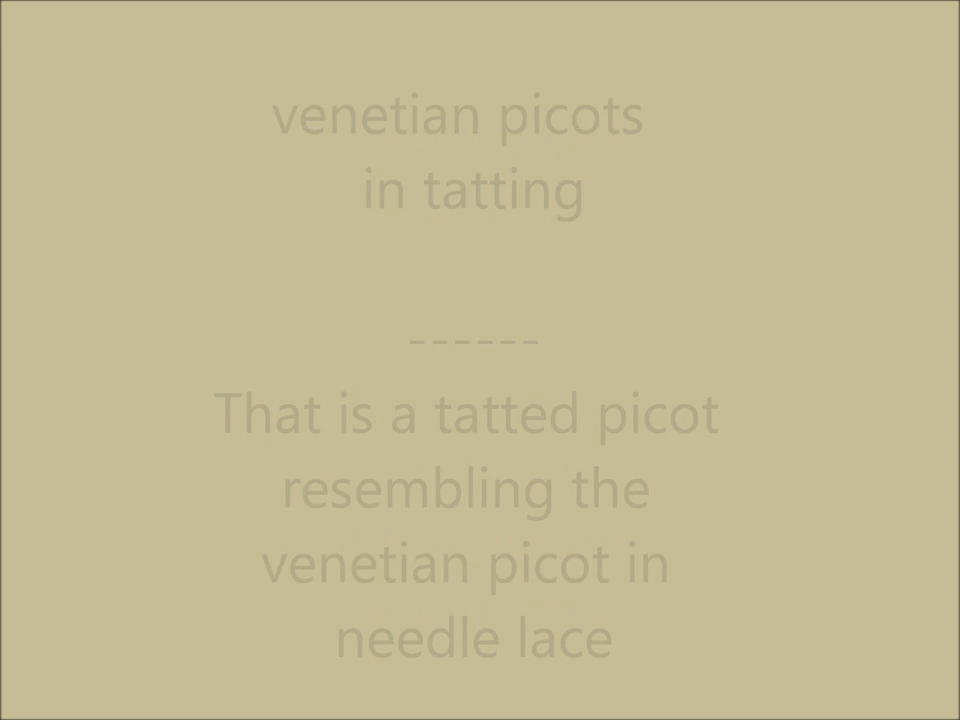 venetian picots
in tatting
------
That is a tatted picot
resembling the
venetian picot in
needle lace